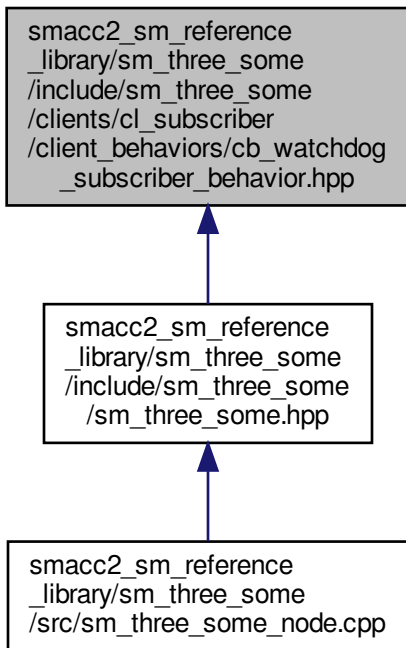 smacc2_sm_reference
_library/sm_three_some
/include/sm_three_some
/clients/cl_subscriber
/client_behaviors/cb_watchdog
_subscriber_behavior.hpp
smacc2_sm_reference
_library/sm_three_some
/include/sm_three_some
/sm_three_some.hpp
smacc2_sm_reference
_library/sm_three_some
/src/sm_three_some_node.cpp